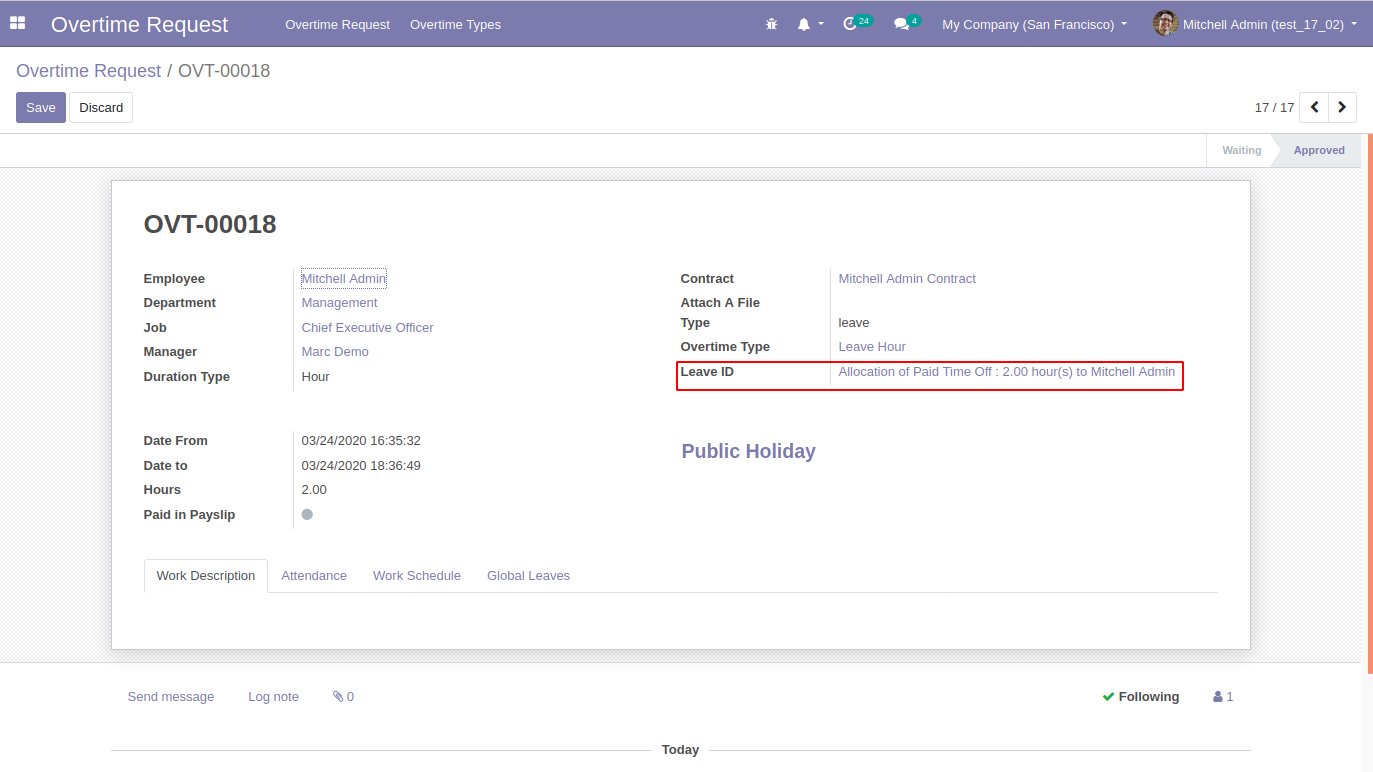 Overtime Request Overtime Request Overtime Types 24 4 My Company (San Francisco) Mitchell Admin (test_17_02)
Overtime Request / OVT-00018
Save Discard 17 / 17
Waiting Approved
OVT-00018
Employee Mitchell Admin
Department Management
Job Chief Executive Officer
Manager Marc Demo
Duration Type Hour
Contract Mitchell Admin Contract
Attach A File
Type leave
Overtime Type Leave Hour
Leave ID Allocation of Paid Time Off : 2.00 hour(s) to Mitchell Admin
Date From 03/24/2020 16:35:32
Date to 03/24/2020 18:36:49
Hours 2.00
Paid in Payslip
Public Holiday
Work Description Attendance Work Schedule Global Leaves
Send message Log note 0 Following 1
Today